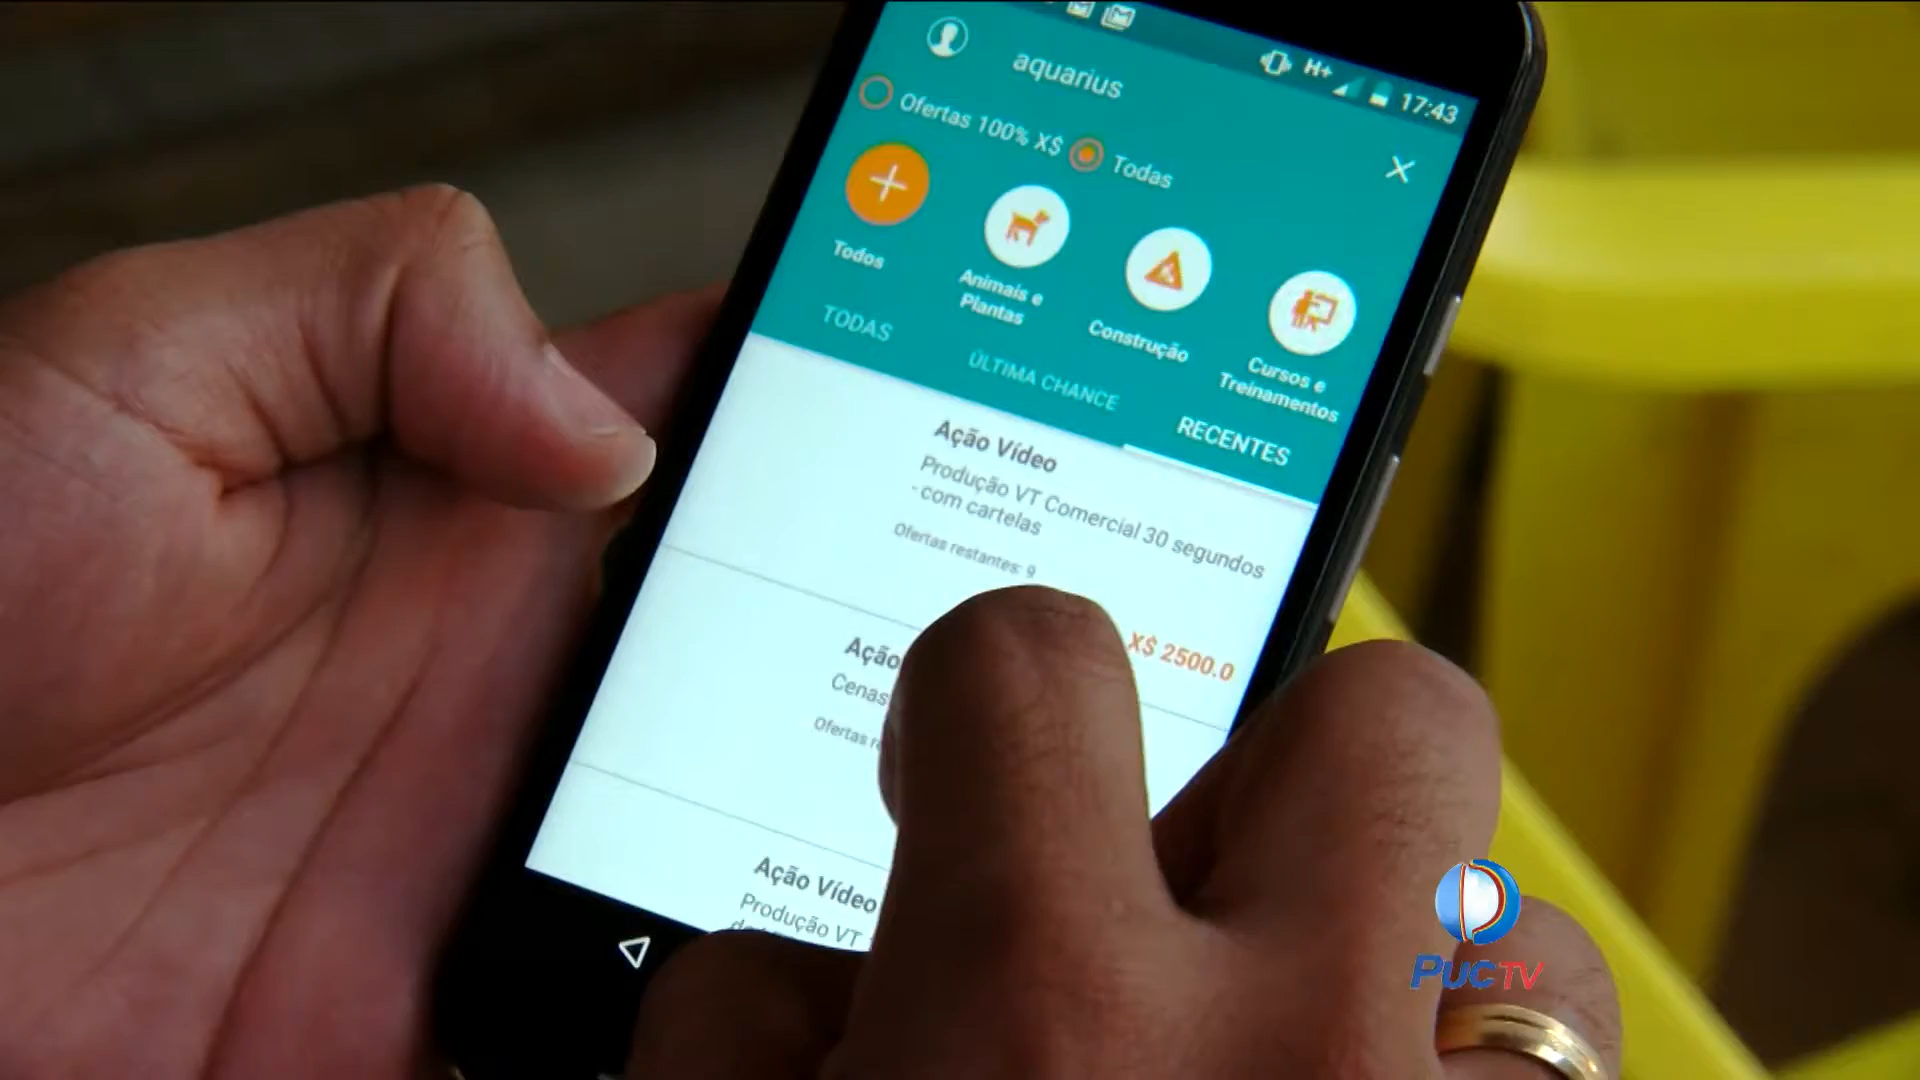 H+ 17:43
aquarius
Ofertas 100% X$ Todas
Todos
Animais e
Plantas
Construção
Cursos e
Treinamentos
TODAS
ÚLTIMA CHANCE
RECENTES
Ação Vídeo
Produção VT Comercial 30 segundos
- com cartelas
Ofertas restantes: 9
X$ 2500.0
Ação
Cenas
Ofertas
Ação Vídeo
Produção VT
PUCTV